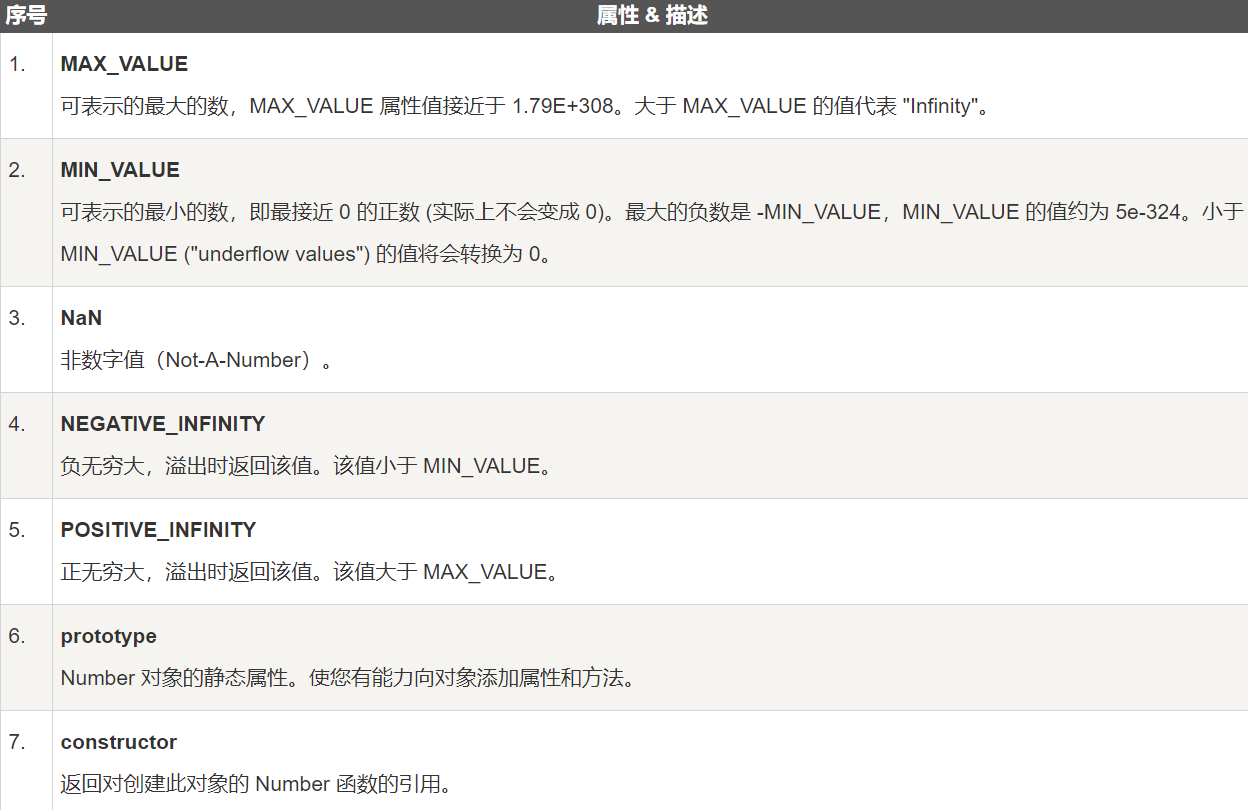 序号 属性 & 描述
1. MAX_VALUE
可表示的最大的数，MAX_VALUE 属性值接近于 1.79E+308。大于 MAX_VALUE 的值代表 "Infinity"。
2. MIN_VALUE
可表示的最小的数，即最接近 0 的正数 (实际上不会变成 0)。最大的负数是 -MIN_VALUE，MIN_VALUE 的值约为 5e-324。小于
MIN_VALUE ("underflow values") 的值将会转换为 0。
3. NaN
非数字值（Not-A-Number）。
4. NEGATIVE_INFINITY
负无穷大，溢出时返回该值。该值小于 MIN_VALUE。
5. POSITIVE_INFINITY
正无穷大，溢出时返回该值。该值大于 MAX_VALUE。
6. prototype
Number 对象的静态属性。使您有能力向对象添加属性和方法。
7. constructor
返回对创建此对象的 Number 函数的引用。